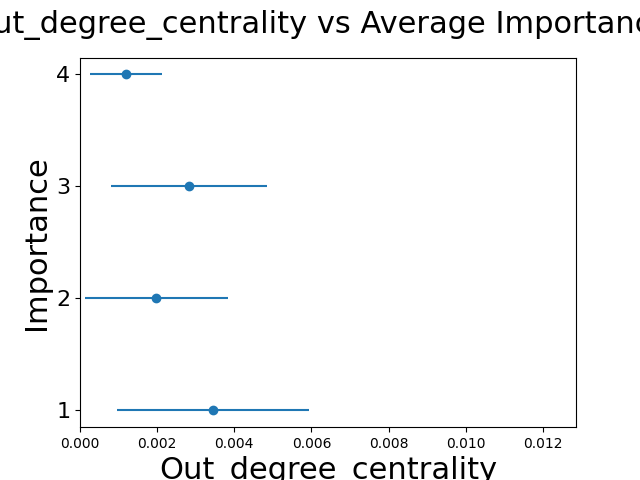 ut_degree_centrality vs Average Importanc
4
3
2
1
Importance
0.000 0.002 0.004 0.006 0.008 0.010 0.012
Out_degree_centrality